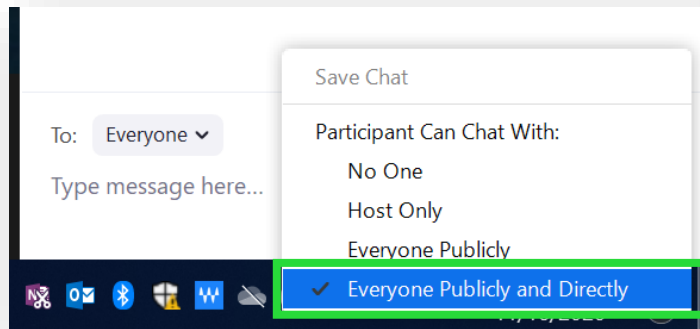 Save Chat
Participant Can Chat With:
To: Everyone
No One
Type message here...
Host Only
Everyone Publicly
Everyone Publicly and Directly